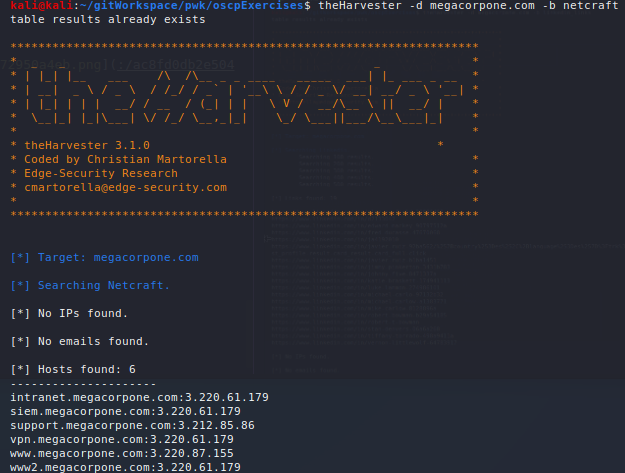 kali@kali:~/gitWorkspace/pwk/oscpExercises$ theHarvester -d megacorpone.com -b netcraft
table results already exists
*******************************************************************
*  _   _                                            _             *
* | |_| |__   ___    /\  /\__ _ _ ____   _____  ___| |_ ___ _ __  *
* | __|  _ \ / _ \  / /_/ / _` | '__\ \ / / _ \/ __| __/ _ \ '__| *
* | |_| | | |  __/ / __  / (_| | |   \ V /  __/\__ \ ||  __/ |    *
*  \__|_| |_|\___| \/ /_/ \__,_|_|    \_/ \___||___/\__\___|_|    *
*                                                                 *
* theHarvester 3.1.0                                         *
* Coded by Christian Martorella                                   *
* Edge-Security Research                                          *
* cmartorella@edge-security.com                                   *
*                                                                 *
*******************************************************************
[*] Target: megacorpone.com
[*] Searching Netcraft.
[*] No IPs found.
[*] No emails found.
[*] Hosts found: 6
---------------------
intranet.megacorpone.com:3.220.61.179
siem.megacorpone.com:3.220.61.179
support.megacorpone.com:3.212.85.86
vpn.megacorpone.com:3.220.61.179
www.megacorpone.com:3.220.87.155
www2.megacorpone.com:3.220.61.179